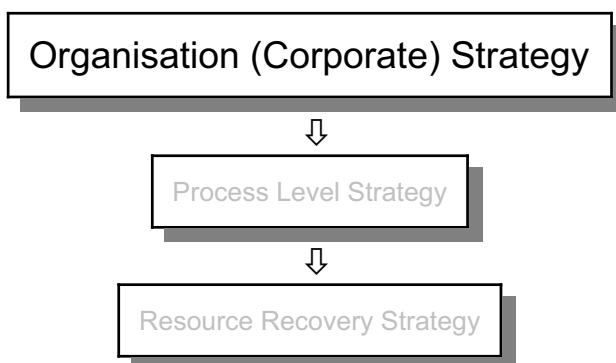 Organisation (Corporate) Strategy
Process Level Strategy
Resource Recovery Strategy